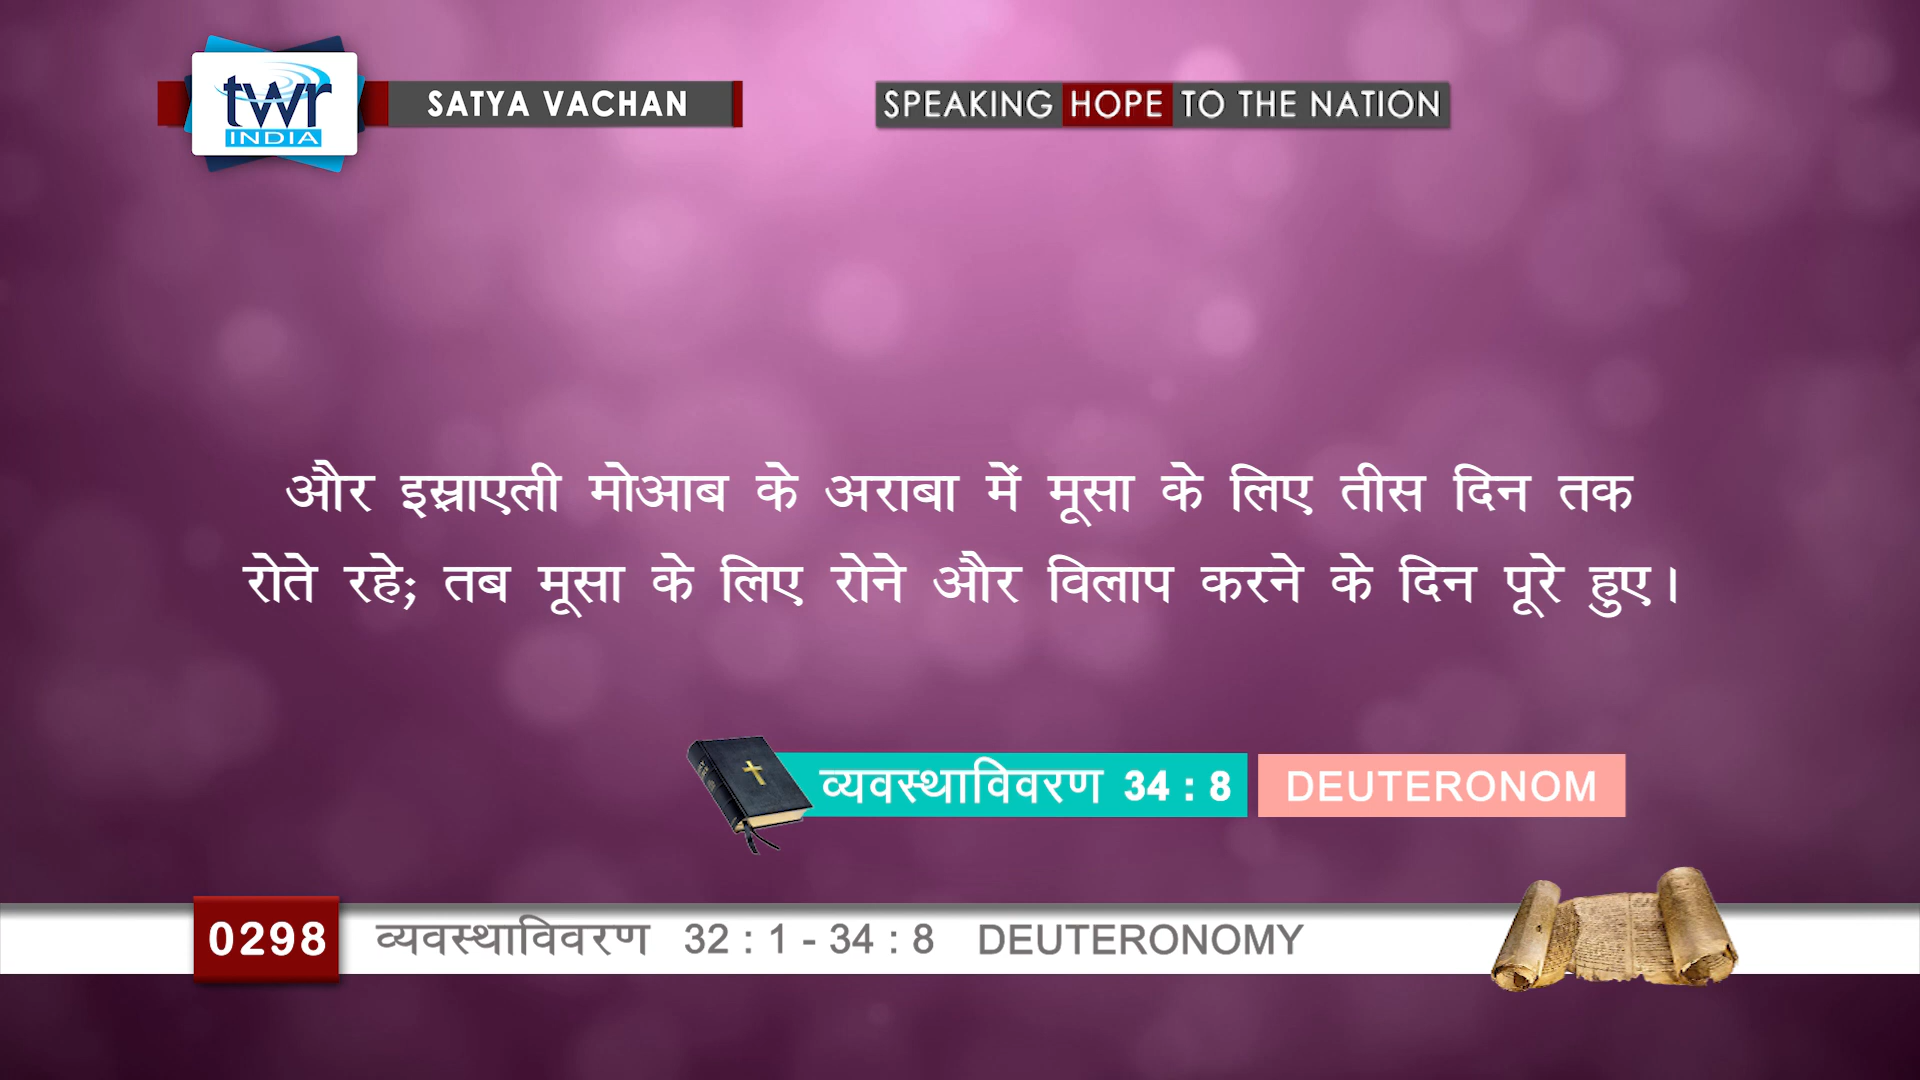 twr
INDIA
SATYA VACHAN
SPEAKING HOPE TO THE NATION
और इस्राएली मोआब के अराबा में मूसा के लिए तीस दिन तक
रोते रहे; तब मूसा के लिए रोने और विलाप करने के दिन पूरे हुए।
व्यवस्थाविवरण 34 : 8 DEUTERONOM
0298 व्यवस्थाविवरण 32 : 1 - 34 : 8 DEUTERONOMY